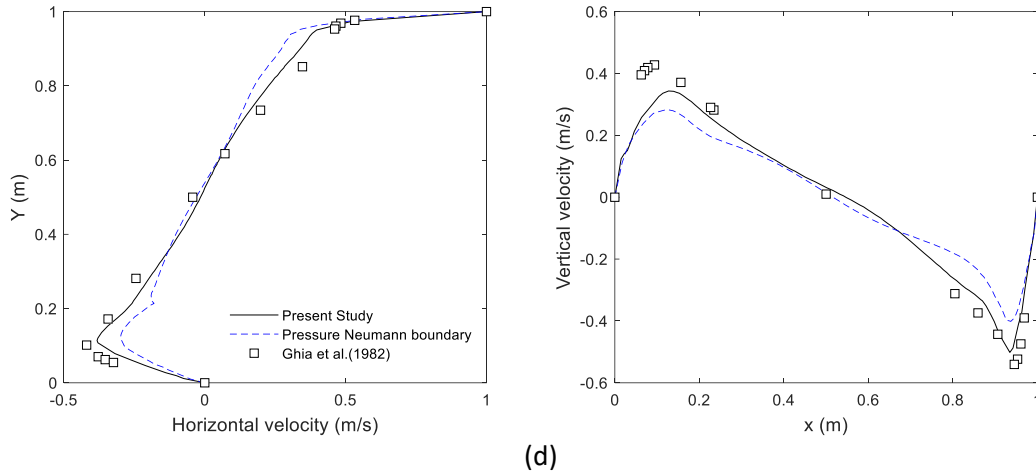 1
0.8
0.6
0.4
0.2
0
Y (m)
-0.5
0
0.5
1
Horizontal velocity (m/s)
Present Study
Pressure Neumann boundary
Ghia et al.(1982)
0.6
0.4
0.2
0
-0.2
-0.4
-0.6
Vertical velocity (m/s)
0
0.2
0.4
0.6
0.8
1
x (m)
(d)